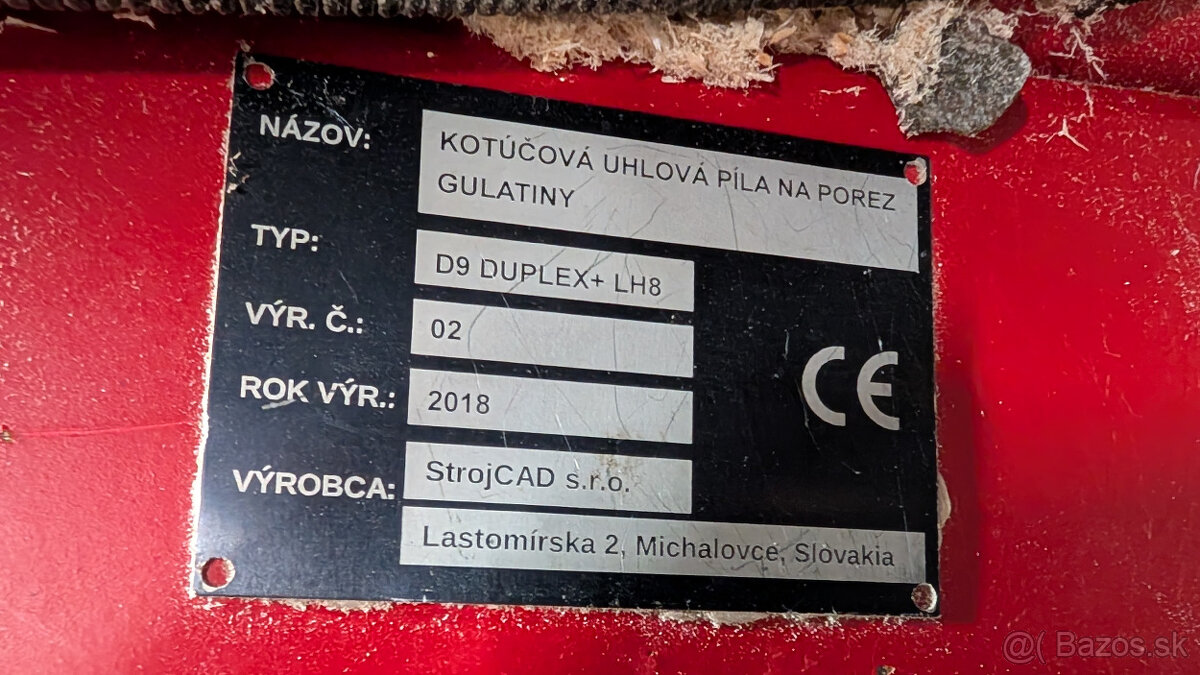 NÁZOV: KOTÚČOVÁ UHLOVÁ PÍLA NA POREZ
GULATINY
TYP: D9 DUPLEX+ LH8
VÝR. Č.: 02
ROK VÝR.: 2018
VÝROBCA: StrojCAD s.r.o.
Lastomírska 2, Michalovce, Slovakia
CE
@( Bazos.sk